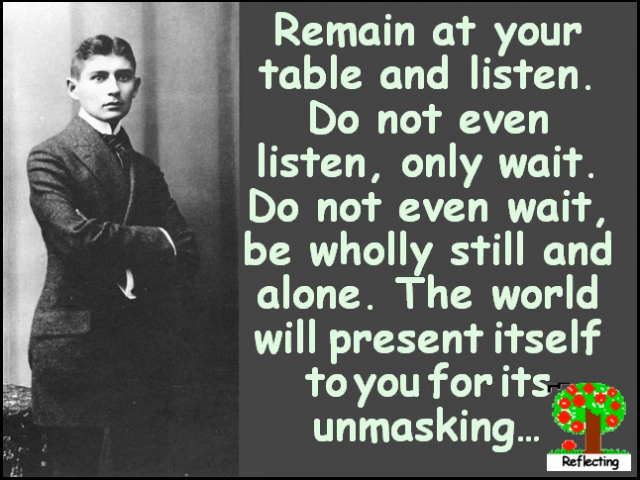 Remain at your
table and listen.
Do not even
listen, only wait.
Do not even wait,
be wholly still and
alone. The world
will present itself
to you for its
unmasking...
Reflecting